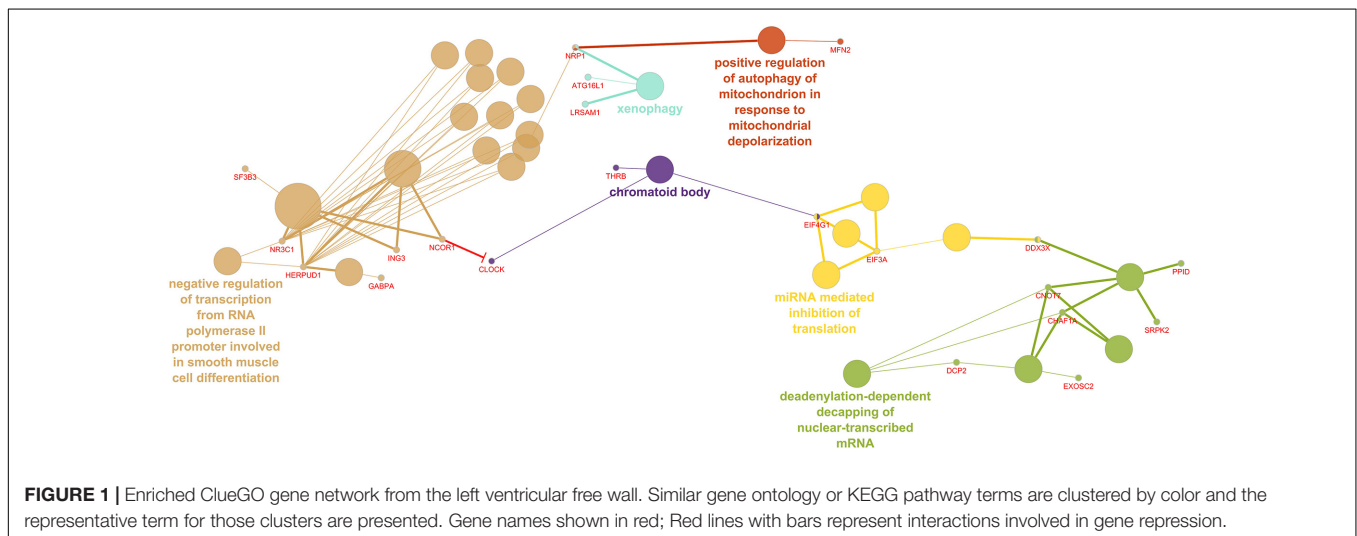 NRP1
MFN2
positive regulation
of autophagy of
mitochondrion in
response to
mitochondrial
depolarization
ATG16L1
LRSAM1
xenophagy
SF3B3
THRB
chromatoid body
NR3C1
ING3
NCOR1
CLOCK
HERPUD1
GABPA
negative regulation
of transcription
from RNA
polymerase II
promoter involved
in smooth muscle
cell differentiation
EIF4G1
EIF3A
DDX3X
miRNA mediated
inhibition of
translation
PPID
CNOT7
CHAF1A
SRPK2
DCP2
EXOSC2
deadenylation-dependent
decapping of
nuclear-transcribed
mRNA
FIGURE 1 | Enriched ClueGO gene network from the left ventricular free wall. Similar gene ontology or KEGG pathway terms are clustered by color and the
representative term for those clusters are presented. Gene names shown in red; Red lines with bars represent interactions involved in gene repression.